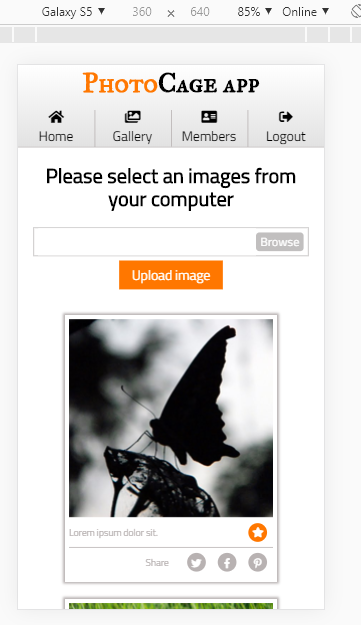 Galaxy S5 ▼ 360 × 640 85% ▼ Online ▼
PhotoCage app
Home Gallery Members Logout
Please select an images from
your computer
Browse
Upload image
Lorem ipsum dolor sit.
Share